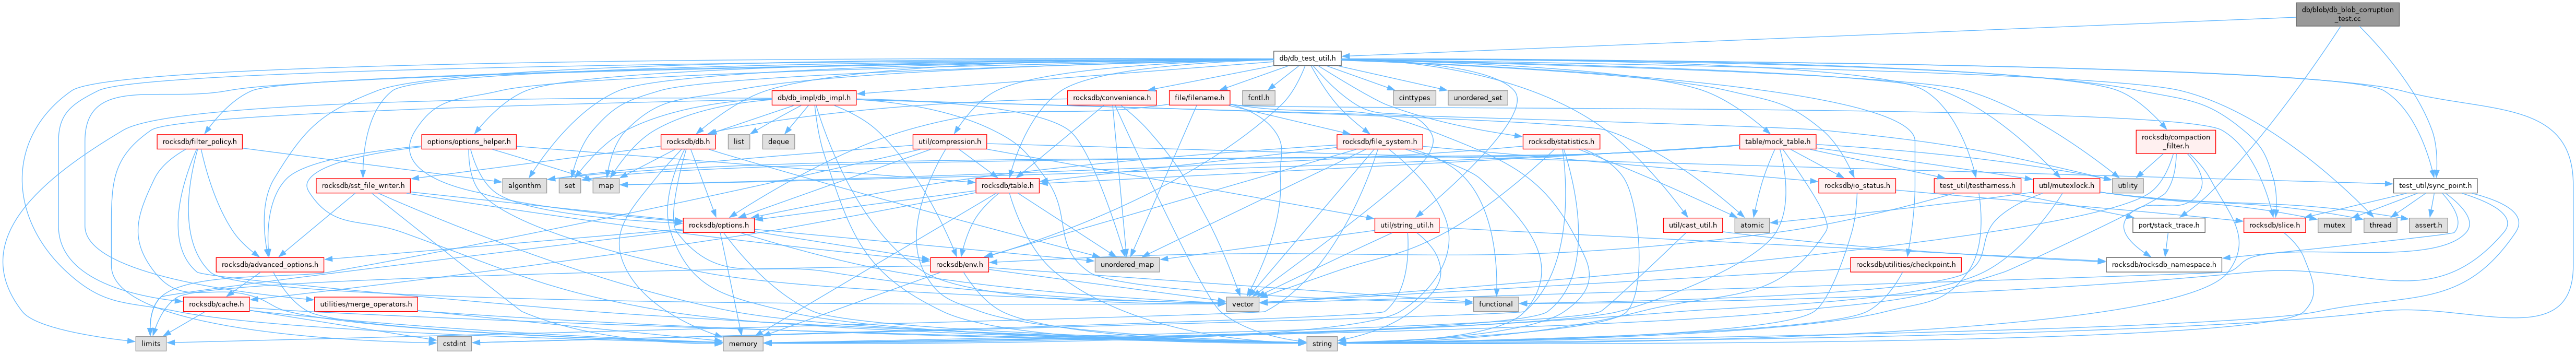 db/blob/db_blob_corruption
_test.cc
db/db_test_util.h
db/db_impl/db_impl.h
rocksdb/convenience.h
file/filename.h
fcntl.h
cinttypes
unordered_set
rocksdb/filter_policy.h
options/options_helper.h
rocksdb/db.h
list
deque
util/compression.h
rocksdb/file_system.h
rocksdb/statistics.h
table/mock_table.h
rocksdb/compaction
_filter.h
rocksdb/sst_file_writer.h
algorithm
set
map
rocksdb/table.h
rocksdb/io_status.h
test_util/testharness.h
util/mutexlock.h
utility
test_util/sync_point.h
rocksdb/options.h
util/string_util.h
util/cast_util.h
atomic
port/stack_trace.h
rocksdb/slice.h
mutex
thread
assert.h
rocksdb/advanced_options.h
rocksdb/env.h
unordered_map
rocksdb/utilities/checkpoint.h
rocksdb/rocksdb_namespace.h
rocksdb/cache.h
utilities/merge_operators.h
vector
functional
limits
cstdint
memory
string